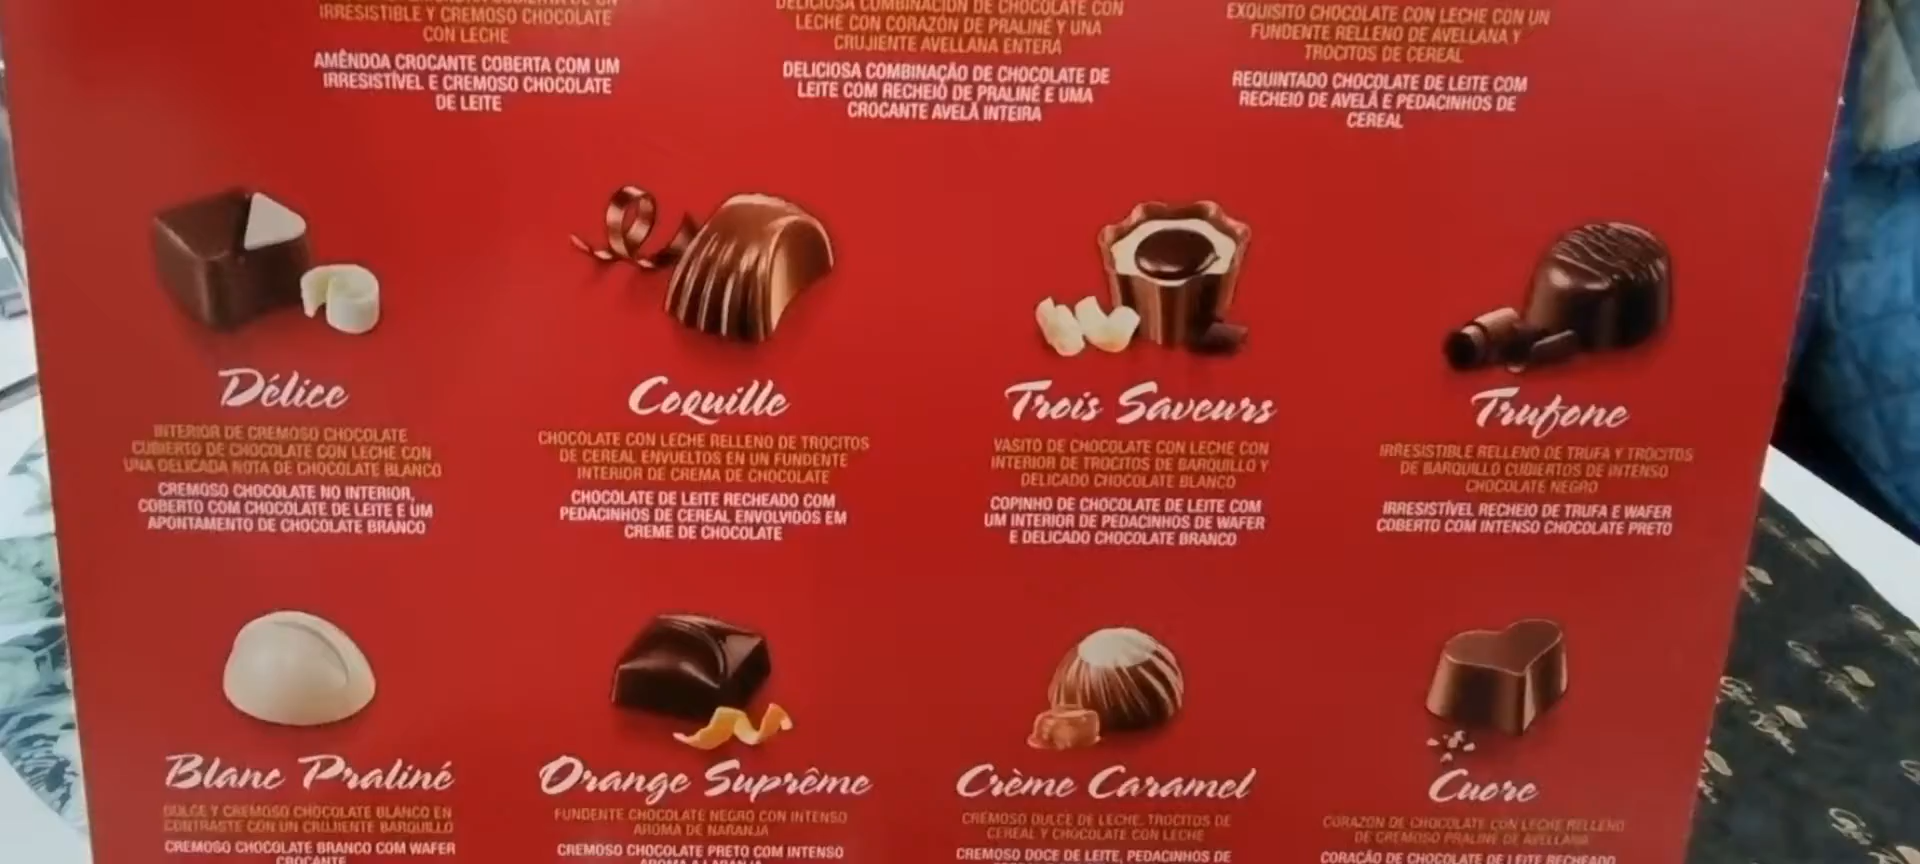 IRRESISTIBLE Y CREMOSO CHOCOLATE
CON LECHE
AMÊNDOA CROCANTE COBERTA COM UM
IRRESISTÍVEL E CREMOSO CHOCOLATE
DE LEITE
DELICIOSA COMBINACIÓN DE CHOCOLATE CON
LECHE CON CORAZÓN DE PRALINÉ Y UNA
CRUJIENTE AVELLANA ENTERA
DELICIOSA COMBINAÇÃO DE CHOCOLATE DE
LEITE COM RECHEIO DE PRALINÉ E UMA
CROCANTE AVELÃ INTEIRA
EXQUISITO CHOCOLATE CON LECHE CON UN
FUNDENTE RELLENO DE AVELLANA Y
TROCITOS DE CEREAL
REQUINTADO CHOCOLATE DE LEITE COM
RECHEIO DE AVELÃ E PEDACINHOS DE
CEREAL
Délice
INTERIOR DE CREMOSO CHOCOLATE
CUBIERTO DE CHOCOLATE CON LECHE CON
UNA DELICADA NOTA DE CHOCOLATE BLANCO
CREMOSO CHOCOLATE NO INTERIOR,
COBERTO COM CHOCOLATE DE LEITE E UM
APONTAMENTO DE CHOCOLATE BRANCO
Coquille
CHOCOLATE CON LECHE RELLENO DE TROCITOS
DE CEREAL ENVUELTOS EN UN FUNDENTE
INTERIOR DE CREMA DE CHOCOLATE
CHOCOLATE DE LEITE RECHEADO COM
PEDACINHOS DE CEREAL ENVOLVIDOS EM
CREME DE CHOCOLATE
Trois Saveurs
VASITO DE CHOCOLATE CON LECHE CON
INTERIOR DE TROCITOS DE BARQUILLO Y
DELICADO CHOCOLATE BLANCO
COPINHO DE CHOCOLATE DE LEITE COM
UM INTERIOR DE PEDACINHOS DE WAFER
E DELICADO CHOCOLATE BRANCO
Trufone
IRRESISTIBLE RELLENO DE TRUFA Y TROCITOS
DE BARQUILLO CUBIERTOS DE INTENSO
CHOCOLATE NEGRO
IRRESISTÍVEL RECHEIO DE TRUFA E WAFER
COBERTO COM INTENSO CHOCOLATE PRETO
Blanc Praliné
DULCE Y CREMOSO CHOCOLATE BLANCO EN
CONTRASTE CON UN CRUJIENTE BARQUILLO
CREMOSO CHOCOLATE BRANCO COM WAFER
CROCANTE
Orange Suprême
FUNDENTE CHOCOLATE NEGRO CON INTENSO
AROMA DE NARANJA
CREMOSO CHOCOLATE PRETO COM INTENSO
AROMA A LARANJA
Crème Caramel
CREMOSO DULCE DE LECHE, TROCITOS DE
CEREAL Y CHOCOLATE CON LECHE
CREMOSO DOCE DE LEITE, PEDACINHOS DE
Cuore
CORAZÓN DE CHOCOLATE CON LECHE RELLENO
DE CREMOSO PRALINÉ DE AVELLANA
CORAÇÃO DE CHOCOLATE DE LEITE RECHEADO